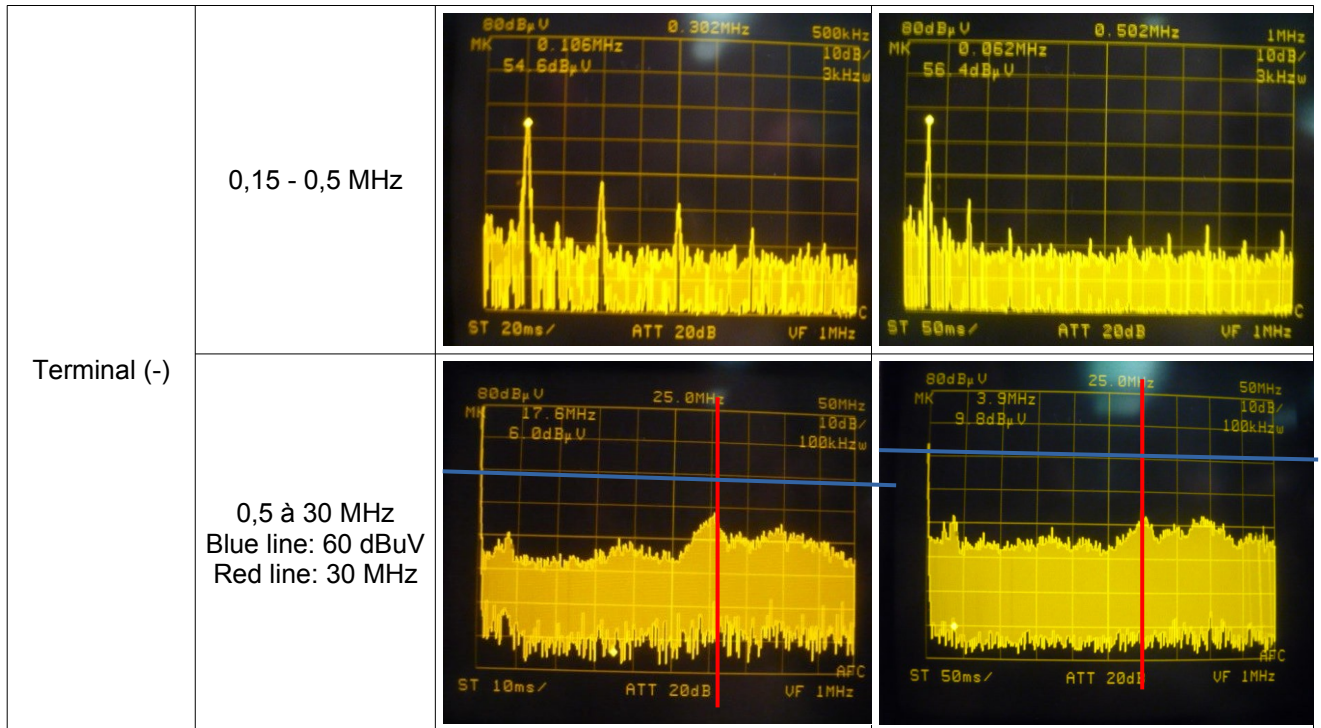 Terminal (-)
0,15 - 0,5 MHz
80dBµV 0.302MHz 500kHz
MK 0.106MHz 10dB/
54.6dBµV 3kHzw
AFC
ST 20ms/ ATT 20dB VF 1MHz
80dBµV 0.502MHz 1MHz
MK 0.062MHz 10dB/
56.4dBµV 3kHzw
AFC
ST 50ms/ ATT 20dB VF 1MHz
0,5 à 30 MHz
Blue line: 60 dBuV
Red line: 30 MHz
80dBµV 25.0MHz 50MHz
MK 17.6MHz 10dB/
6.0dBµV 100kHzw
AFC
ST 10ms/ ATT 20dB VF 1MHz
80dBµV 25.0MHz 50MHz
MK 3.9MHz 10dB/
9.8dBµV 100kHzw
AFC
ST 50ms/ ATT 20dB VF 1MHz